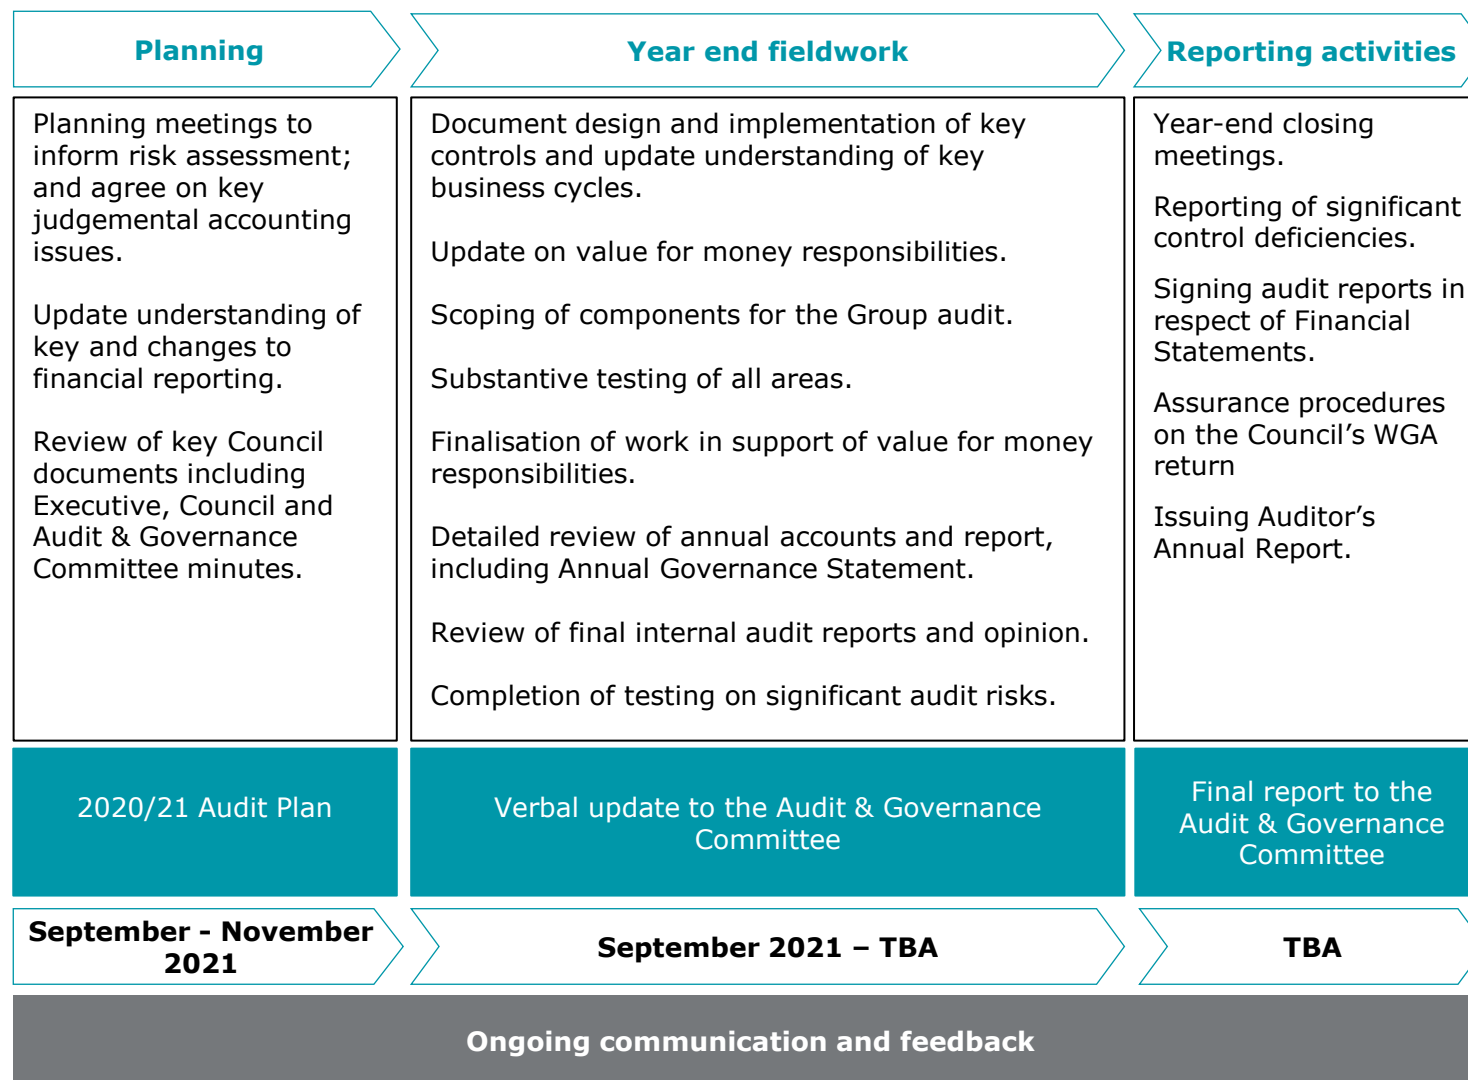 Planning
Year end fieldwork
Reporting activities
Planning meetings to
inform risk assessment;
and agree on key
judgemental accounting
issues.
Update understanding of
key and changes to
financial reporting.
Review of key Council
documents including
Executive, Council and
Audit & Governance
Committee minutes.
Document design and implementation of key
controls and update understanding of key
business cycles.
Update on value for money responsibilities.
Scoping of components for the Group audit.
Substantive testing of all areas.
Finalisation of work in support of value for money
responsibilities.
Detailed review of annual accounts and report,
including Annual Governance Statement.
Review of final internal audit reports and opinion.
Completion of testing on significant audit risks.
Year-end closing
meetings.
Reporting of significant
control deficiencies.
Signing audit reports in
respect of Financial
Statements.
Assurance procedures
on the Council’s WGA
return
Issuing Auditor’s
Annual Report.
2020/21 Audit Plan
Verbal update to the Audit & Governance
Committee
Final report to the
Audit & Governance
Committee
September - November
2021
September 2021 – TBA
TBA
Ongoing communication and feedback